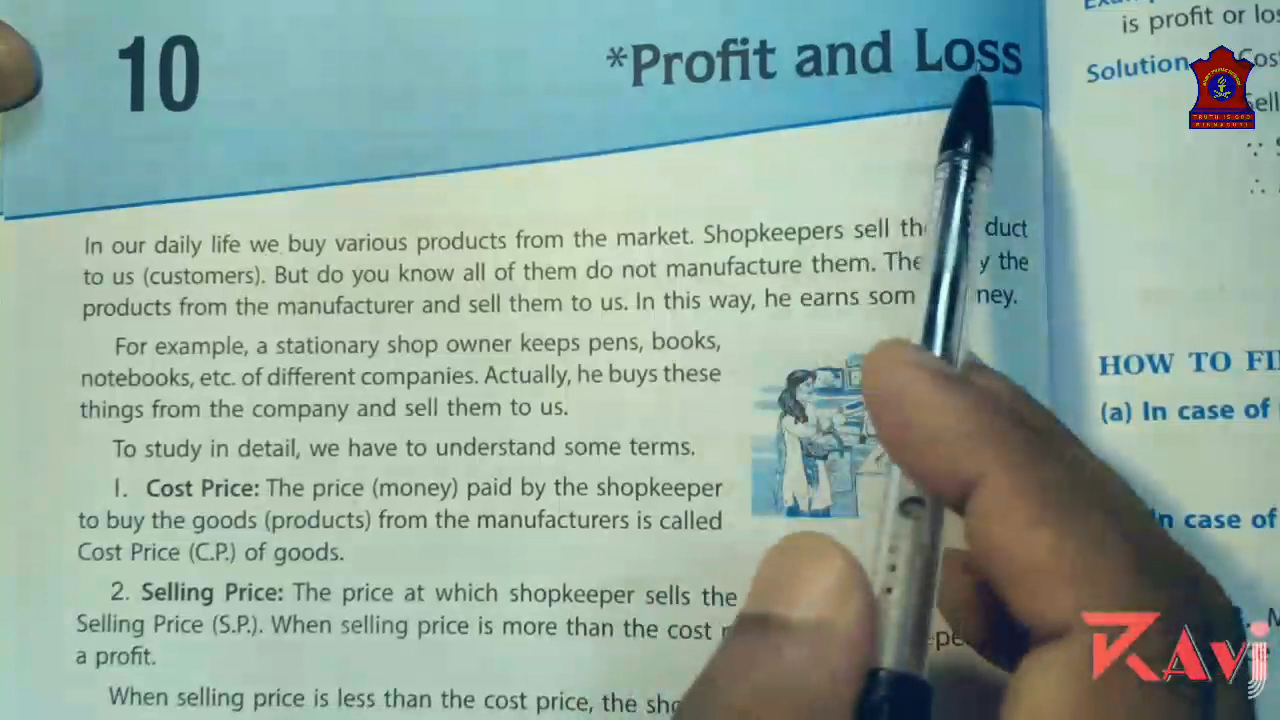 10
*Profit and Loss
In our daily life we buy various products from the market. Shopkeepers sell duct
to us (customers). But do you know all of them do not manufacture them. the
products from the manufacturer and sell them to us. In this way, he earns
For example, a stationary shop owner keeps pens, books,
notebooks, etc. of different companies. Actually, he buys these
things from the company and sell them to us.
To study in detail, we have to understand some terms.
1. Cost Price: The price (money) paid by the shopkeeper
to buy the goods (products) from the manufacturers is called
Cost Price (C.P.) of goods.
2. Selling Price: The price at which shopkeeper sells the
Selling Price (S.P.). When selling price is more than the cost
a profit.
When selling price is less than the cost price, the
is profit or
Solution
HOW TO
(a) In case of
In case of
TRUTH IS GOD
RAvi